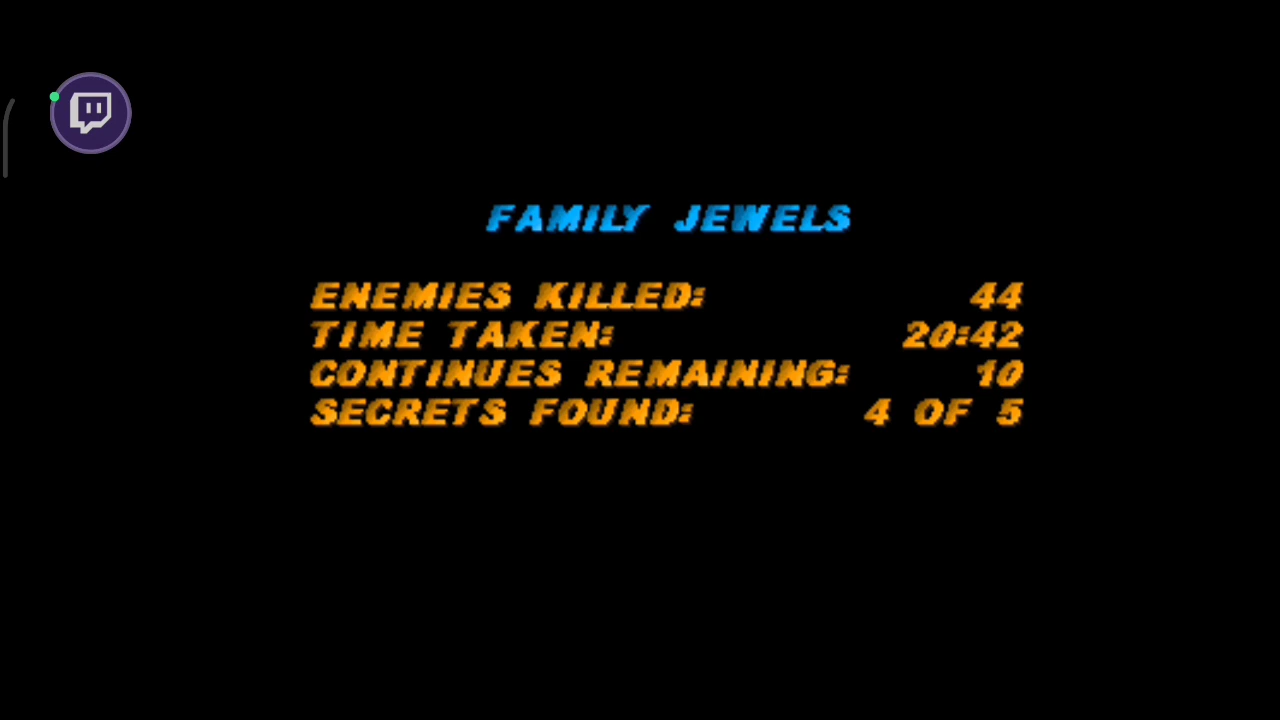 FAMILY JEWELS
ENEMIES KILLED: 44
TIME TAKEN: 20:42
CONTINUES REMAINING: 10
SECRETS FOUND: 4 OF 5